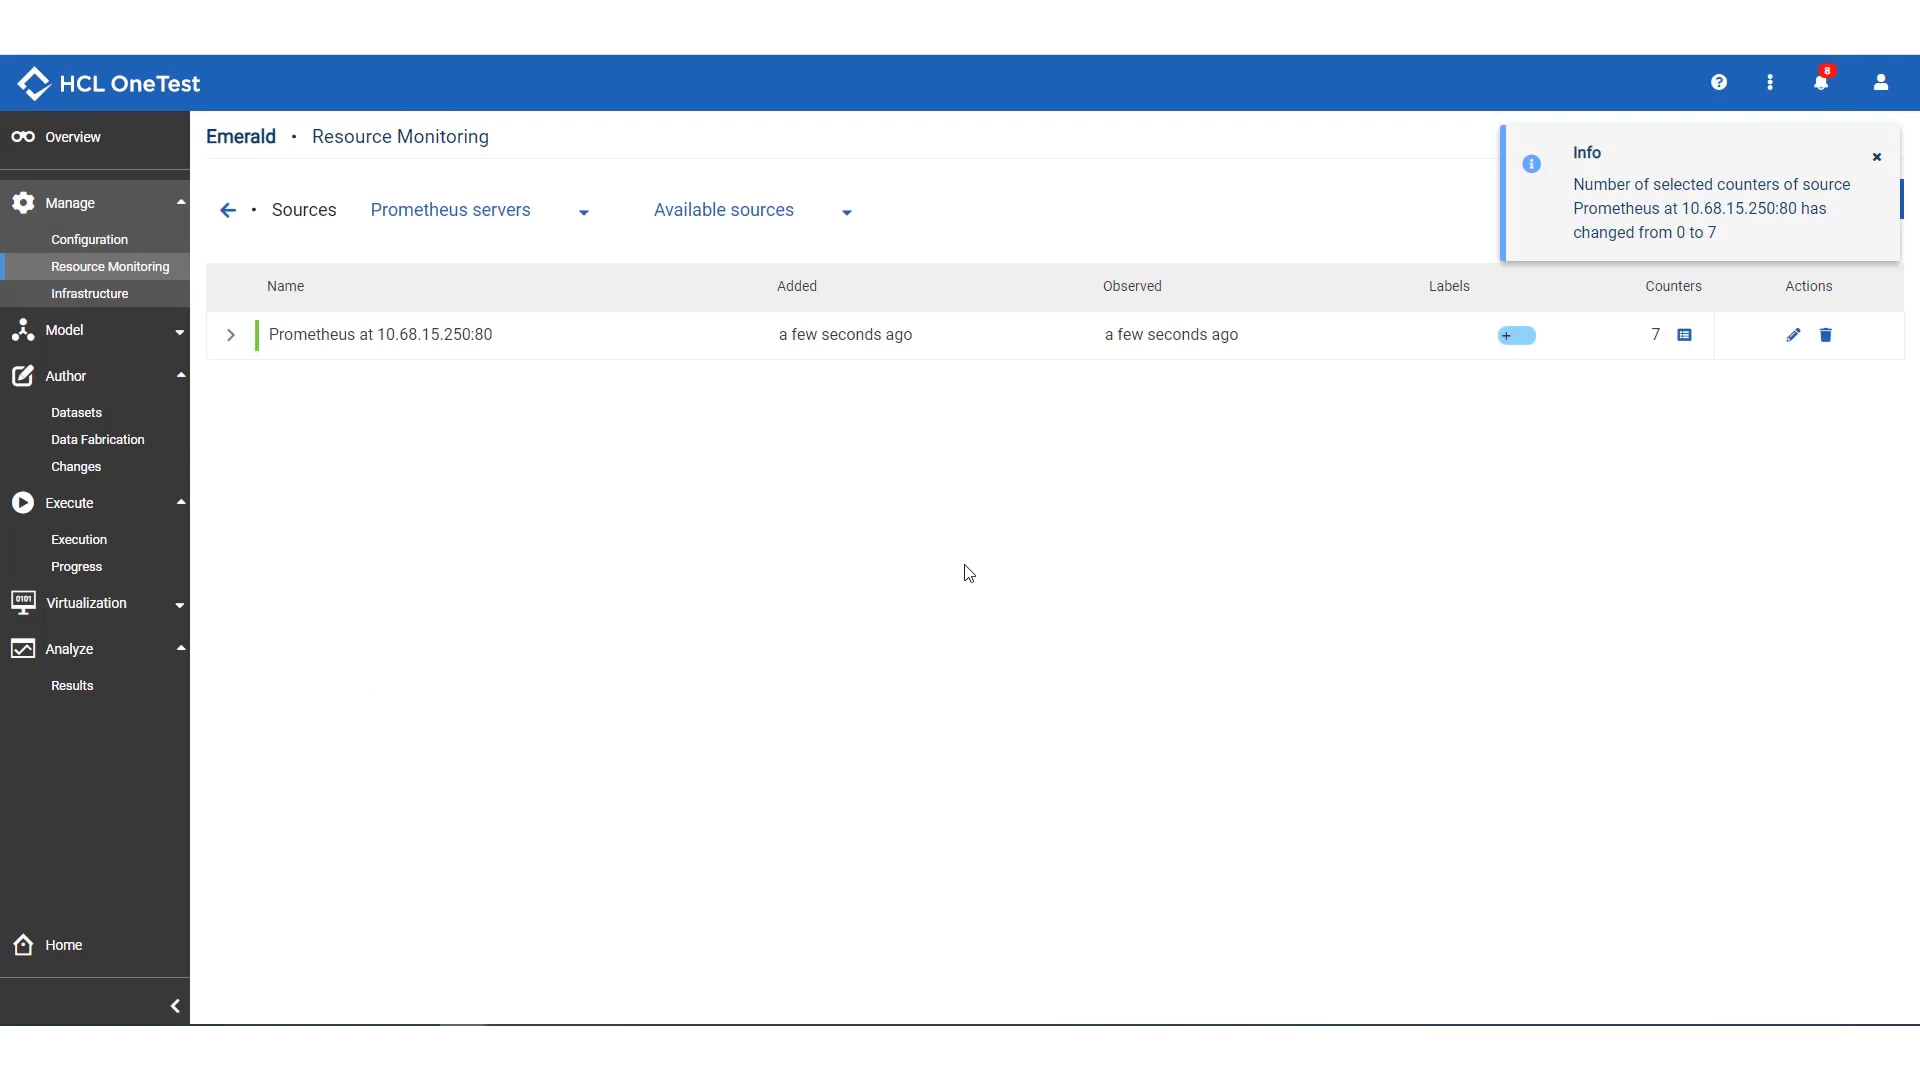 HCL OneTest
8
Overview
Manage
Configuration
Resource Monitoring
Infrastructure
Model
Author
Datasets
Data Fabrication
Changes
Execute
Execution
Progress
0101
Virtualization
Analyze
Results
Home
Emerald • Resource Monitoring
• Sources Prometheus servers Available sources
Info
Number of selected counters of source
Prometheus at 10.68.15.250:80 has
changed from 0 to 7
Name Added Observed Labels Counters Actions
Prometheus at 10.68.15.250:80 a few seconds ago a few seconds ago + 7